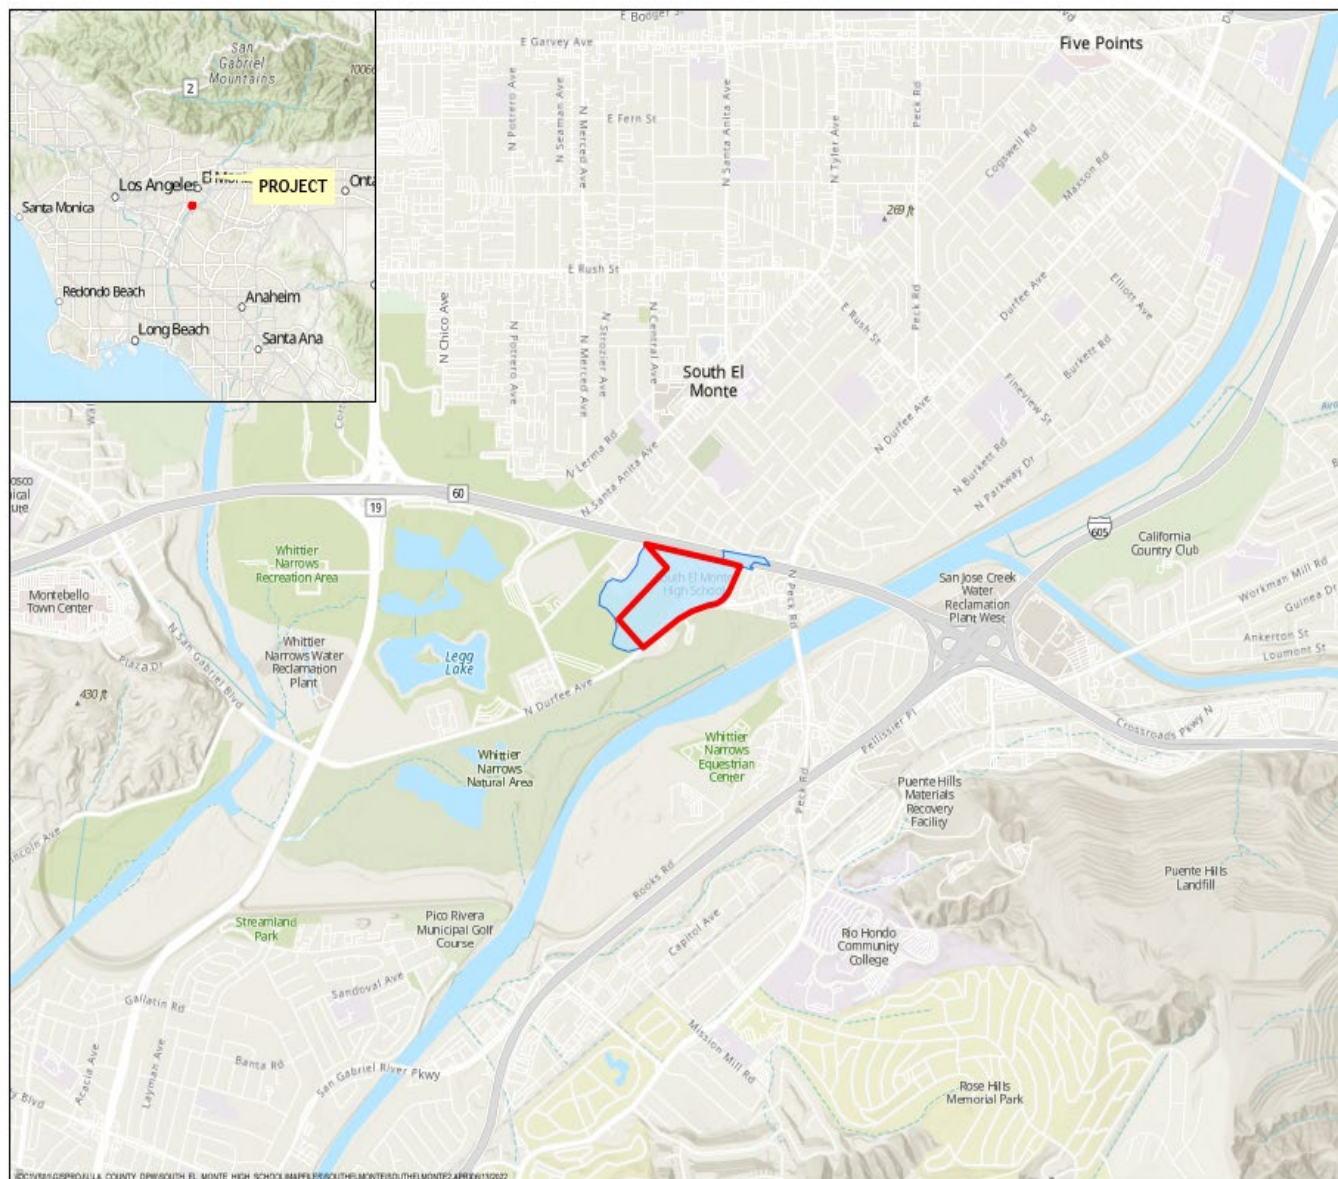 San
Gabriel
Mountains
2
Los Angeles
PROJECT
Santa Monica
Redondo Beach
Anaheim
Long Beach
Santa Ana
E Garvey Ave
Five Points
N Potrero Ave
N Seaman Ave
N Merced Ave
E Fern St
N Santa Anita Ave
N Tyler Ave
Peck Rd
Cogswell Rd
Maxson Rd
269 ft
E Rush St
N Chico Ave
N Potrero Ave
N Merced Ave
N Strozier Ave
N Central Ave
E Rush St
Peck Rd
Durfee Ave
Elliott Ave
Burkett Rd
Fineview St
South El
Monte
N Lerma Rd
N Santa Anita Ave
N Durfee Ave
N Burkett Rd
N Parkway Dr
60
19
605
California
Country Club
Whittier
Narrows
Recreation Area
South El Monte
High School
N Peck Rd
San Jose Creek
Water
Reclamation
Plant West
Workman Mill Rd
Guinea Dr
Ankerton St
Loumont St
Montebello
Town Center
N San Gabriel Blvd
Plaza Dr
430 ft
Whittier
Narrows Water
Reclamation
Plant
Legg
Lake
N Durfee Ave
Whittier
Narrows
Natural Area
Whittier
Narrows
Equestrian
Center
Pellissier Pl
Crossroads Pkwy N
Peck Rd
Puente Hills
Materials
Recovery
Facility
Puente Hills
Landfill
Rooks Rd
Streamland
Park
Pico Rivera
Municipal Golf
Course
Capitol Ave
Rio Hondo
Community
College
Sandoval Ave
Gallatin Rd
Acacia Ave
Layman Ave
Banta Rd
San Gabriel River Pkwy
Mission Mill Rd
Rose Hills
Memorial Park